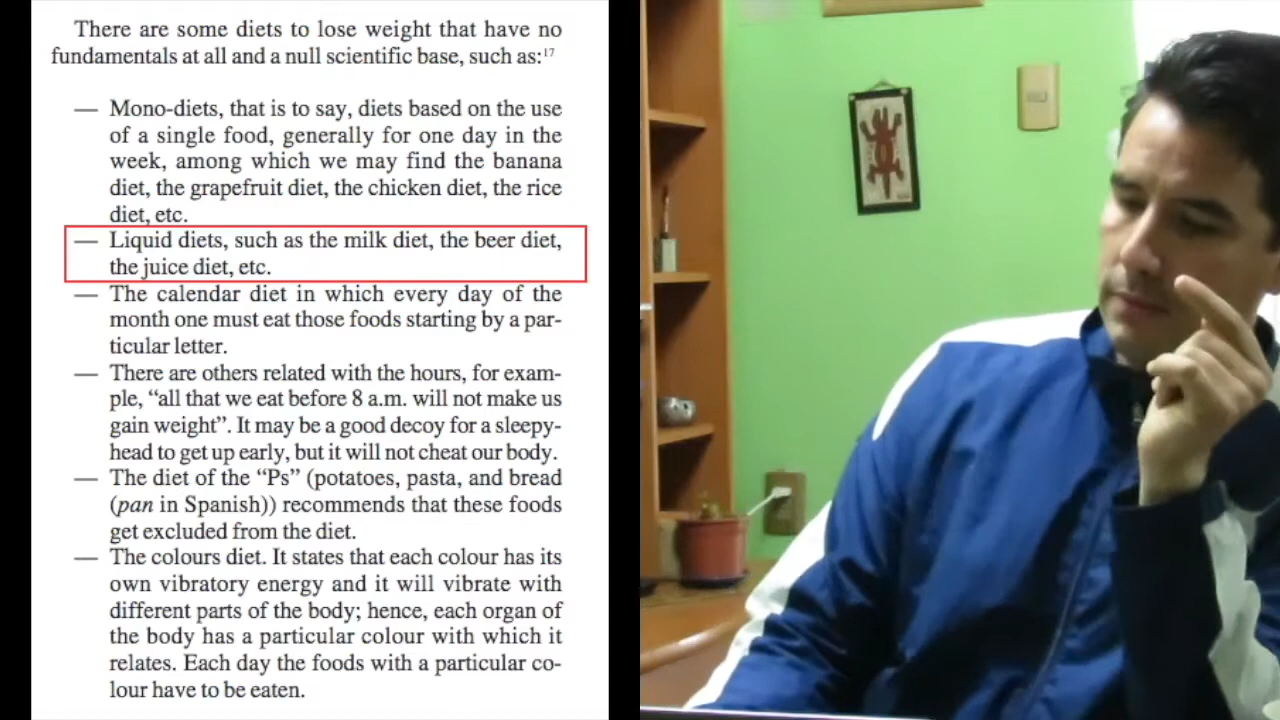 There are some diets to lose weight that have no
fundamentals at all and a null scientific base, such as:17
— Mono-diets, that is to say, diets based on the use
of a single food, generally for one day in the
week, among which we may find the banana
diet, the grapefruit diet, the chicken diet, the rice
diet, etc.
— Liquid diets, such as the milk diet, the beer diet,
the juice diet, etc.
— The calendar diet in which every day of the
month one must eat those foods starting by a par-
ticular letter.
— There are others related with the hours, for exam-
ple, “all that we eat before 8 a.m. will not make us
gain weight”. It may be a good decoy for a sleepy-
head to get up early, but it will not cheat our body.
— The diet of the “Ps” (potatoes, pasta, and bread
(pan in Spanish)) recommends that these foods
get excluded from the diet.
— The colours diet. It states that each colour has its
own vibratory energy and it will vibrate with
different parts of the body; hence, each organ of
the body has a particular colour with which it
relates. Each day the foods with a particular co-
lour have to be eaten.